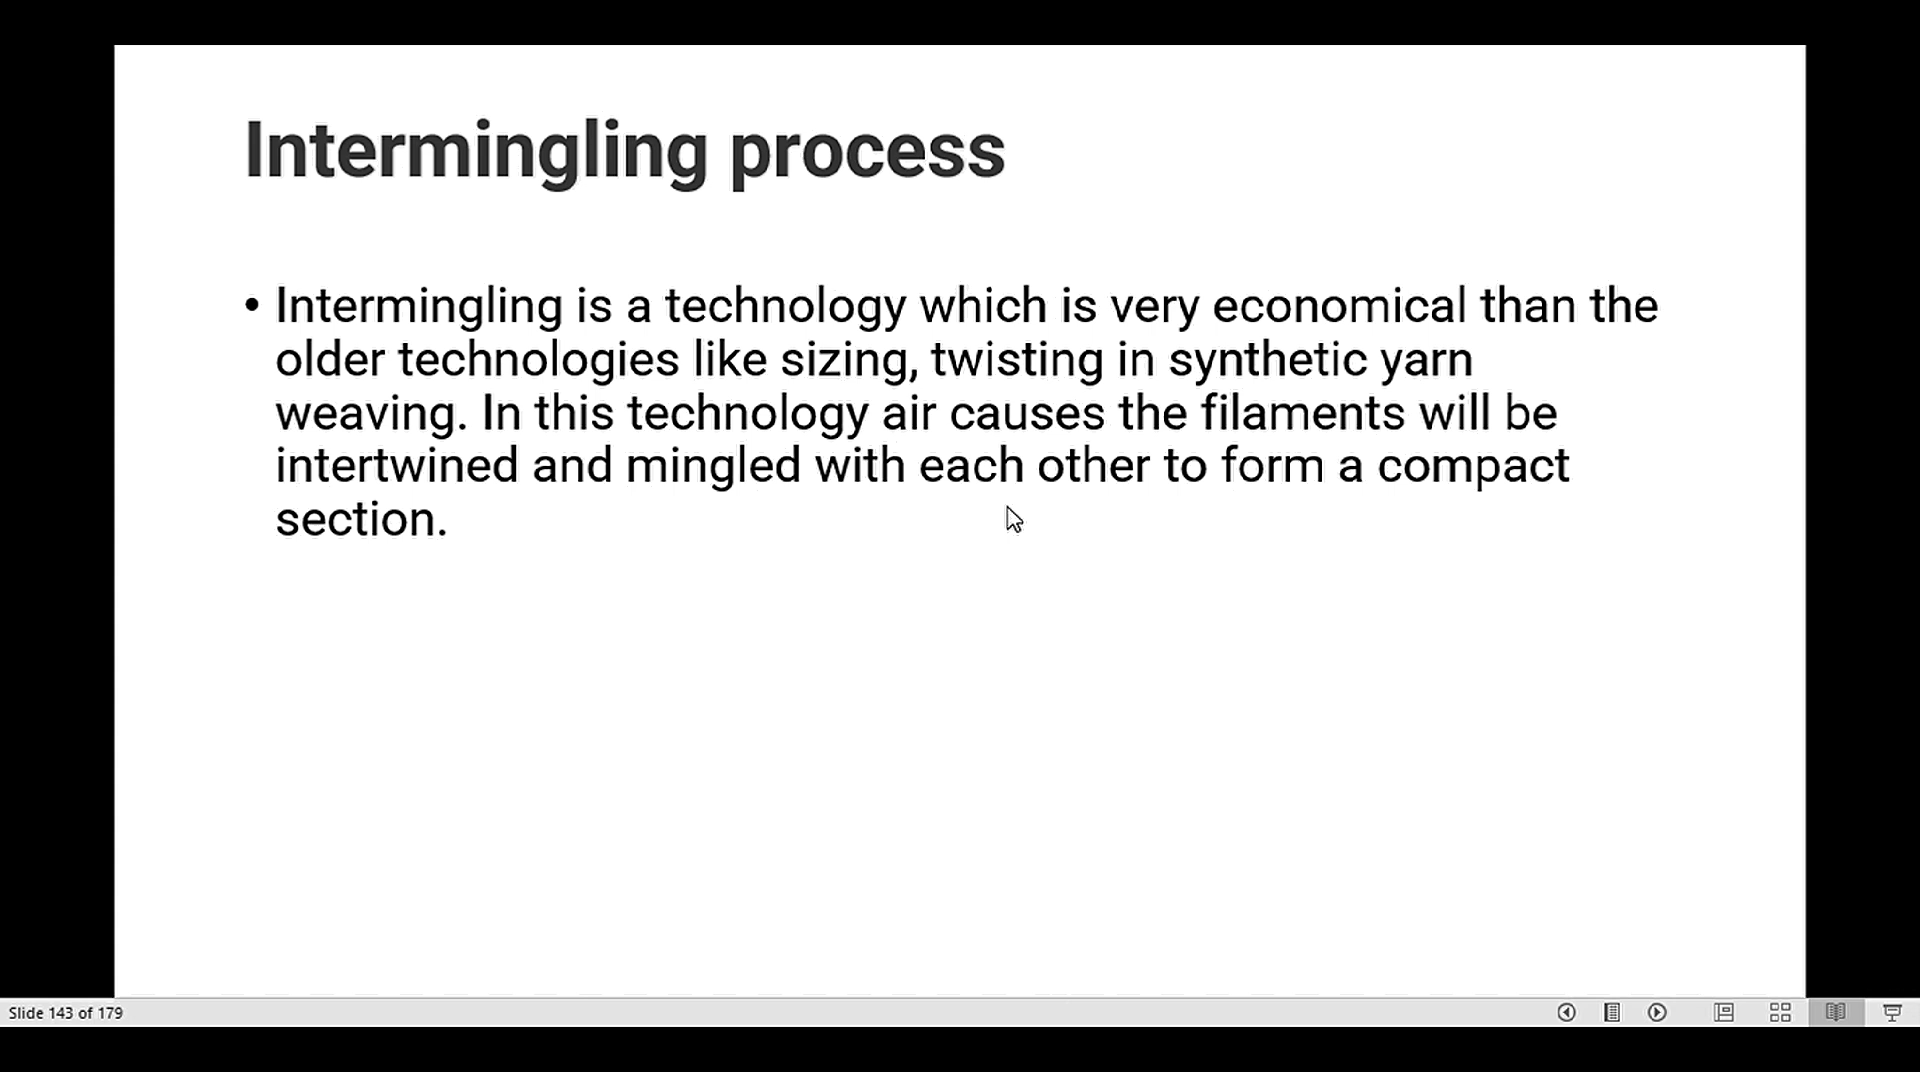 Intermingling process
• Intermingling is a technology which is very economical than the
older technologies like sizing, twisting in synthetic yarn
weaving. In this technology air causes the filaments will be
intertwined and mingled with each other to form a compact
section.
Slide 143 of 179